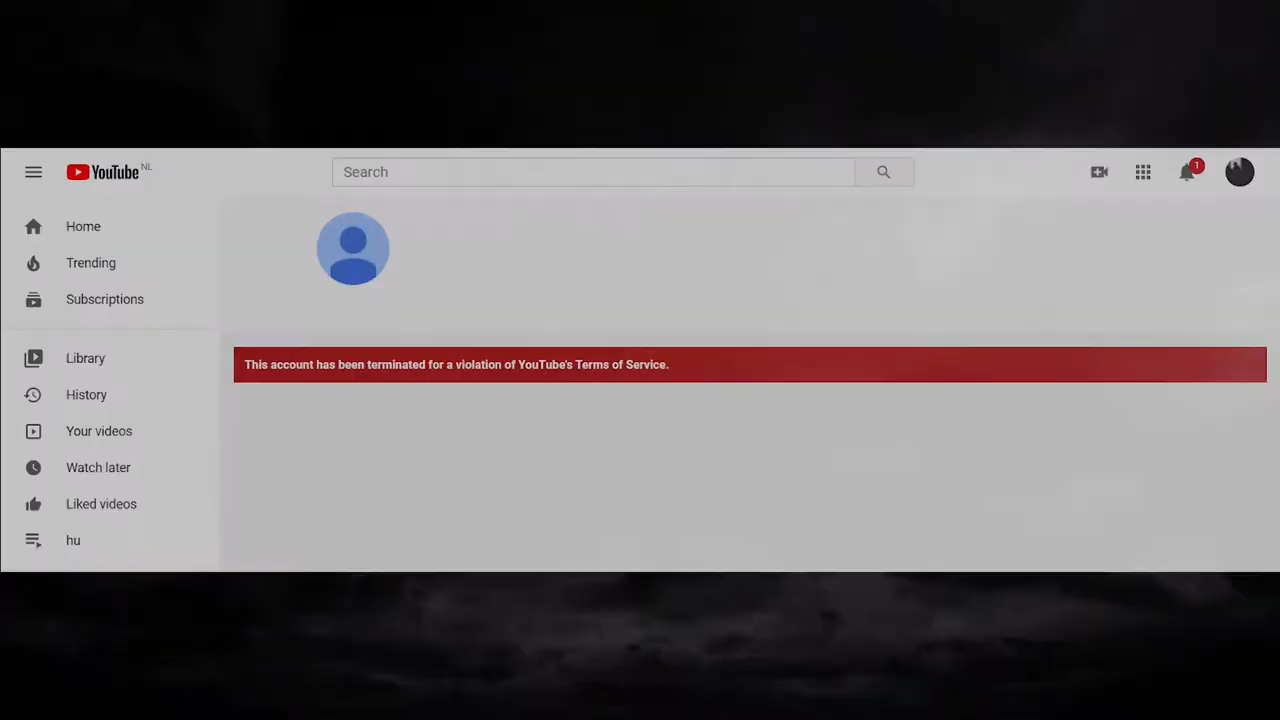 YouTube NL
Search
1
Home
Trending
Subscriptions
This account has been terminated for a violation of YouTube's Terms of Service.
Library
History
Your videos
Watch later
Liked videos
hu